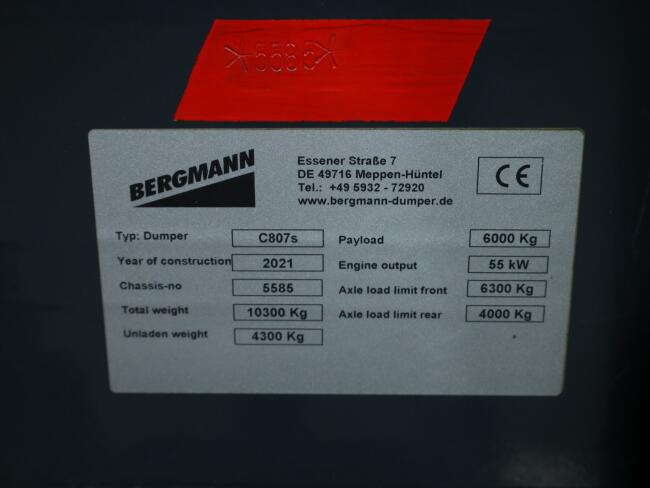 *5585*
BERGMANN
Essener Straße 7
DE 49716 Meppen-Hüntel
Tel.: +49 5932 - 72920
www.bergmann-dumper.de
CE
Typ: Dumper C807s
Year of construction 2021
Chassis-no 5585
Total weight 10300 Kg
Unladen weight 4300 Kg
Payload 6000 Kg
Engine output 55 kW
Axle load limit front 6300 Kg
Axle load limit rear 4000 Kg